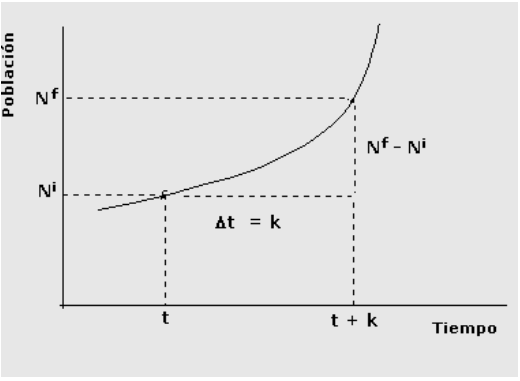 Población
Nᶠ
Nᶠ - Nⁱ
Nⁱ
Δt = k
t
t + k
Tiempo